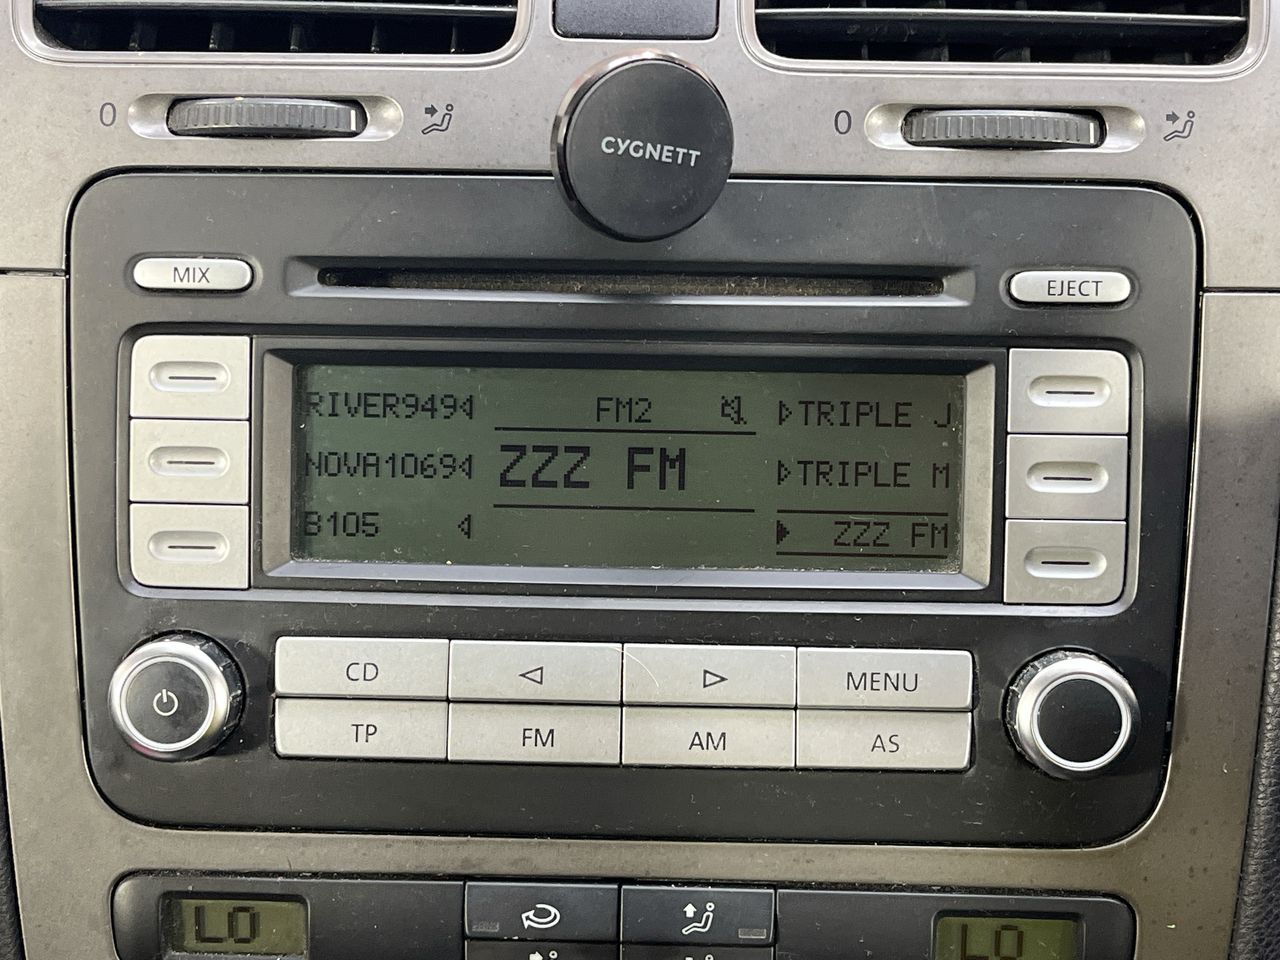 0
0
CYGNETT
MIX
EJECT
RIVER949
FM2
TRIPLE J
NOVA1069
ZZZ FM
TRIPLE M
B105
ZZZ FM
CD
MENU
TP
FM
AM
AS
LO
LO